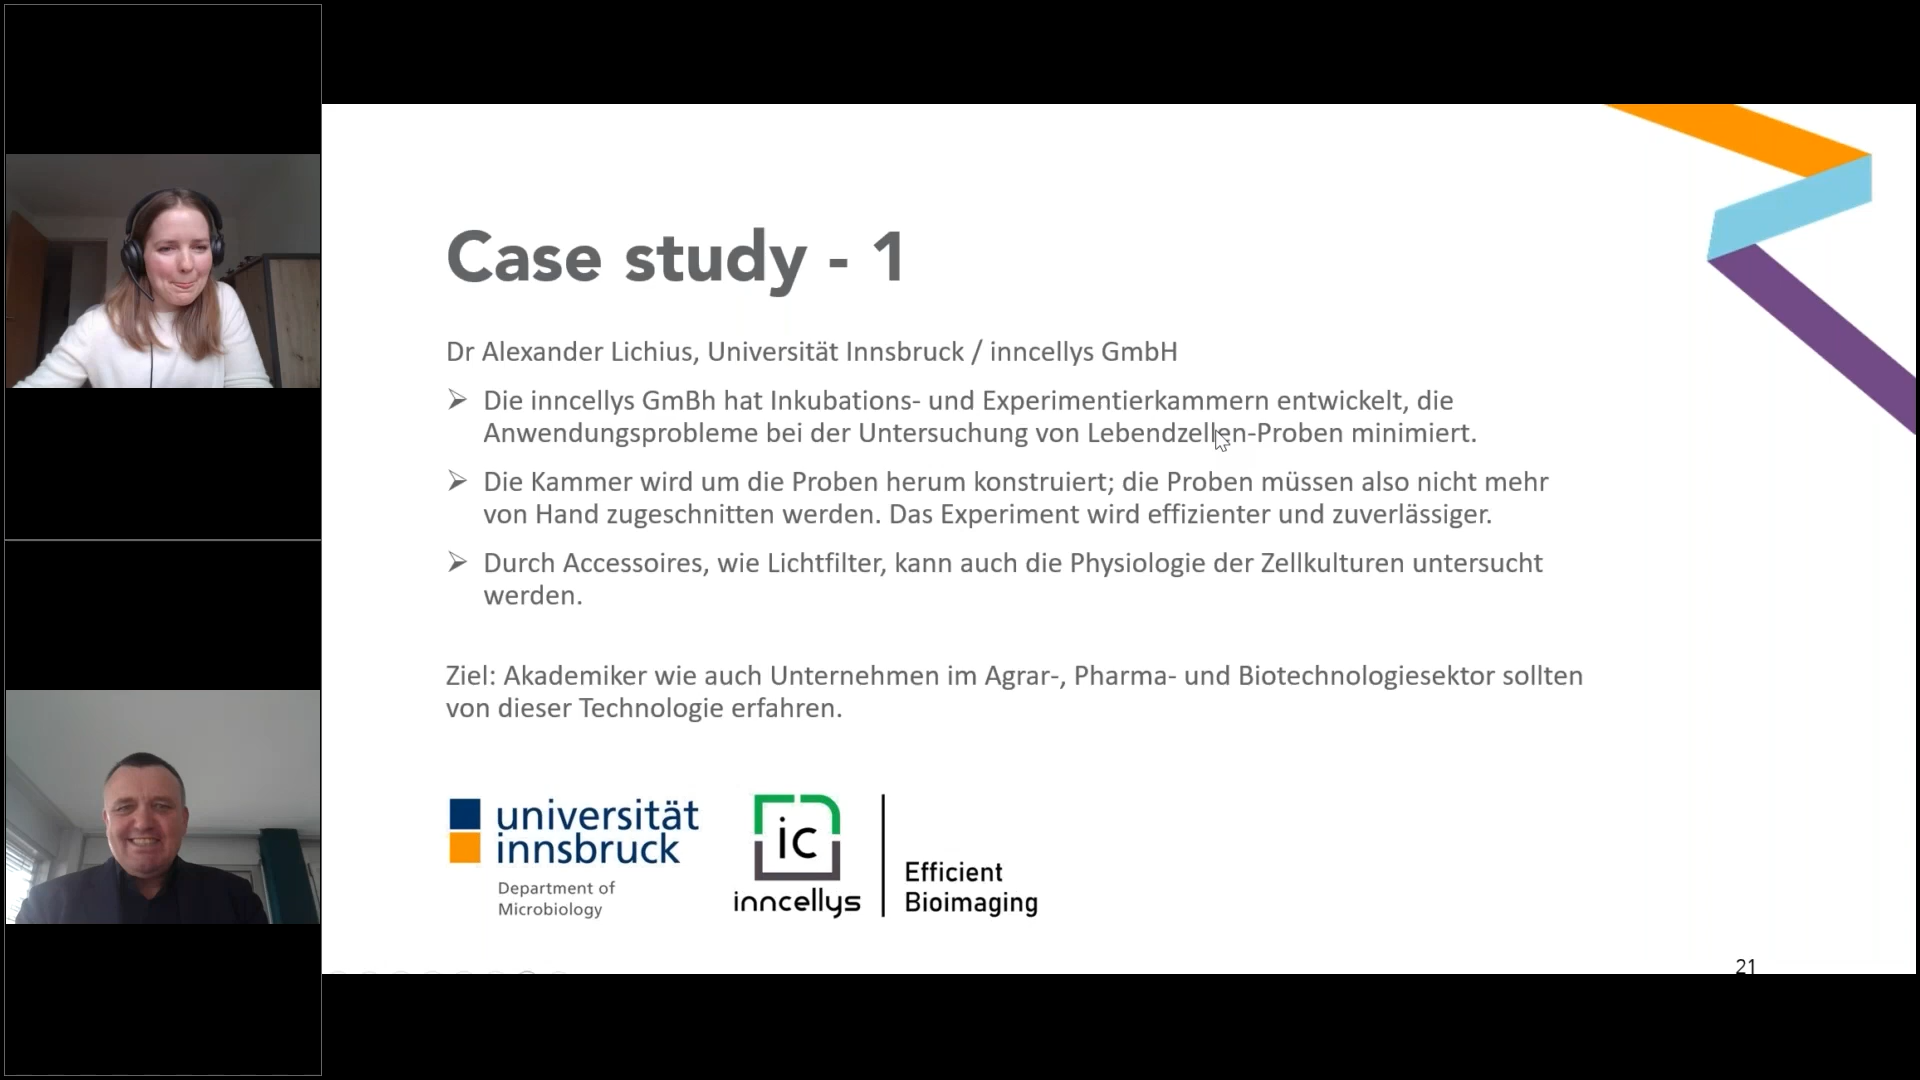 Case study - 1
Dr Alexander Lichius, Universität Innsbruck / inncellys GmbH
Die inncellys GmBh hat Inkubations- und Experimentierkammern entwickelt, die
Anwendungsprobleme bei der Untersuchung von Lebendzellen-Proben minimiert.
Die Kammer wird um die Proben herum konstruiert; die Proben müssen also nicht mehr
von Hand zugeschnitten werden. Das Experiment wird effizienter und zuverlässiger.
Durch Accessoires, wie Lichtfilter, kann auch die Physiologie der Zellkulturen untersucht
werden.
Ziel: Akademiker wie auch Unternehmen im Agrar-, Pharma- und Biotechnologiesektor sollten
von dieser Technologie erfahren.
universität
innsbruck
Department of
Microbiology
ic
inncellys
Efficient
Bioimaging
21